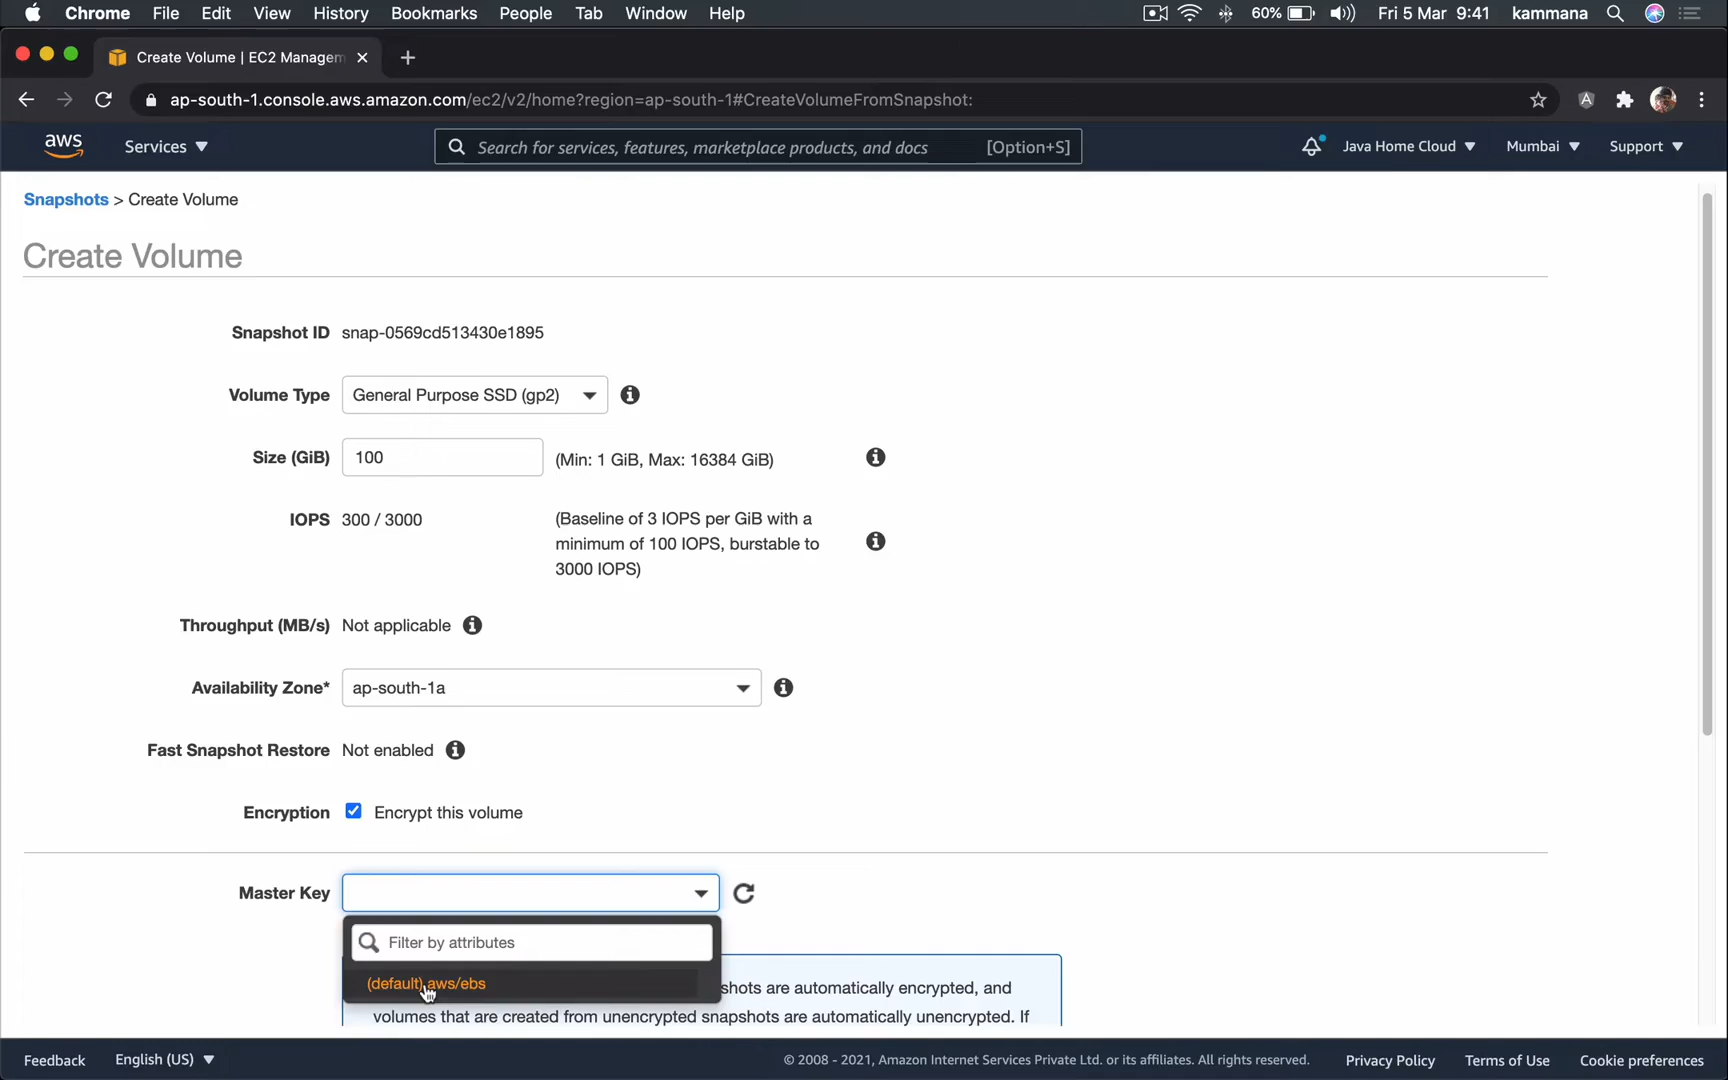 Chrome File Edit View History Bookmarks People Tab Window Help 60% Fri 5 Mar 9:41 kammana
Create Volume | EC2 Managem
ap-south-1.console.aws.amazon.com/ec2/v2/home?region=ap-south-1#CreateVolumeFromSnapshot:
aws Services Search for services, features, marketplace products, and docs [Option+S] Java Home Cloud Mumbai Support
Snapshots > Create Volume
Create Volume
Snapshot ID snap-0569cd513430e1895
Volume Type General Purpose SSD (gp2)
Size (GiB) 100 (Min: 1 GiB, Max: 16384 GiB)
IOPS 300 / 3000 (Baseline of 3 IOPS per GiB with a
minimum of 100 IOPS, burstable to
3000 IOPS)
Throughput (MB/s) Not applicable
Availability Zone* ap-south-1a
Fast Snapshot Restore Not enabled
Encryption Encrypt this volume
Master Key
Filter by attributes
(default) aws/ebs
shots are automatically encrypted, and
volumes that are created from unencrypted snapshots are automatically unencrypted. If
Feedback English (US) © 2008 - 2021, Amazon Internet Services Private Ltd. or its affiliates. All rights reserved. Privacy Policy Terms of Use Cookie preferences